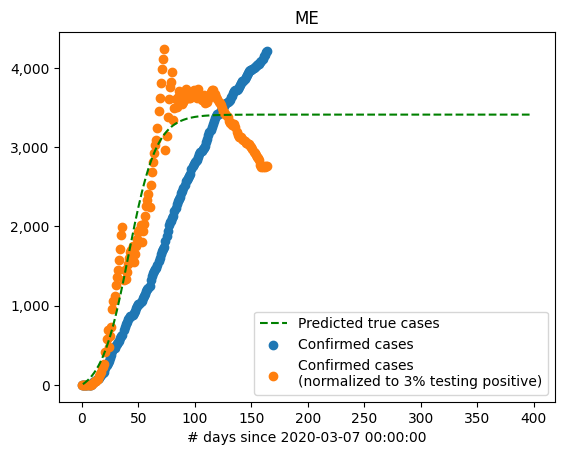 ME
4,000
3,000
2,000
1,000
0
Predicted true cases
Confirmed cases
Confirmed cases
(normalized to 3% testing positive)
0 50 100 150 200 250 300 350 400
# days since 2020-03-07 00:00:00